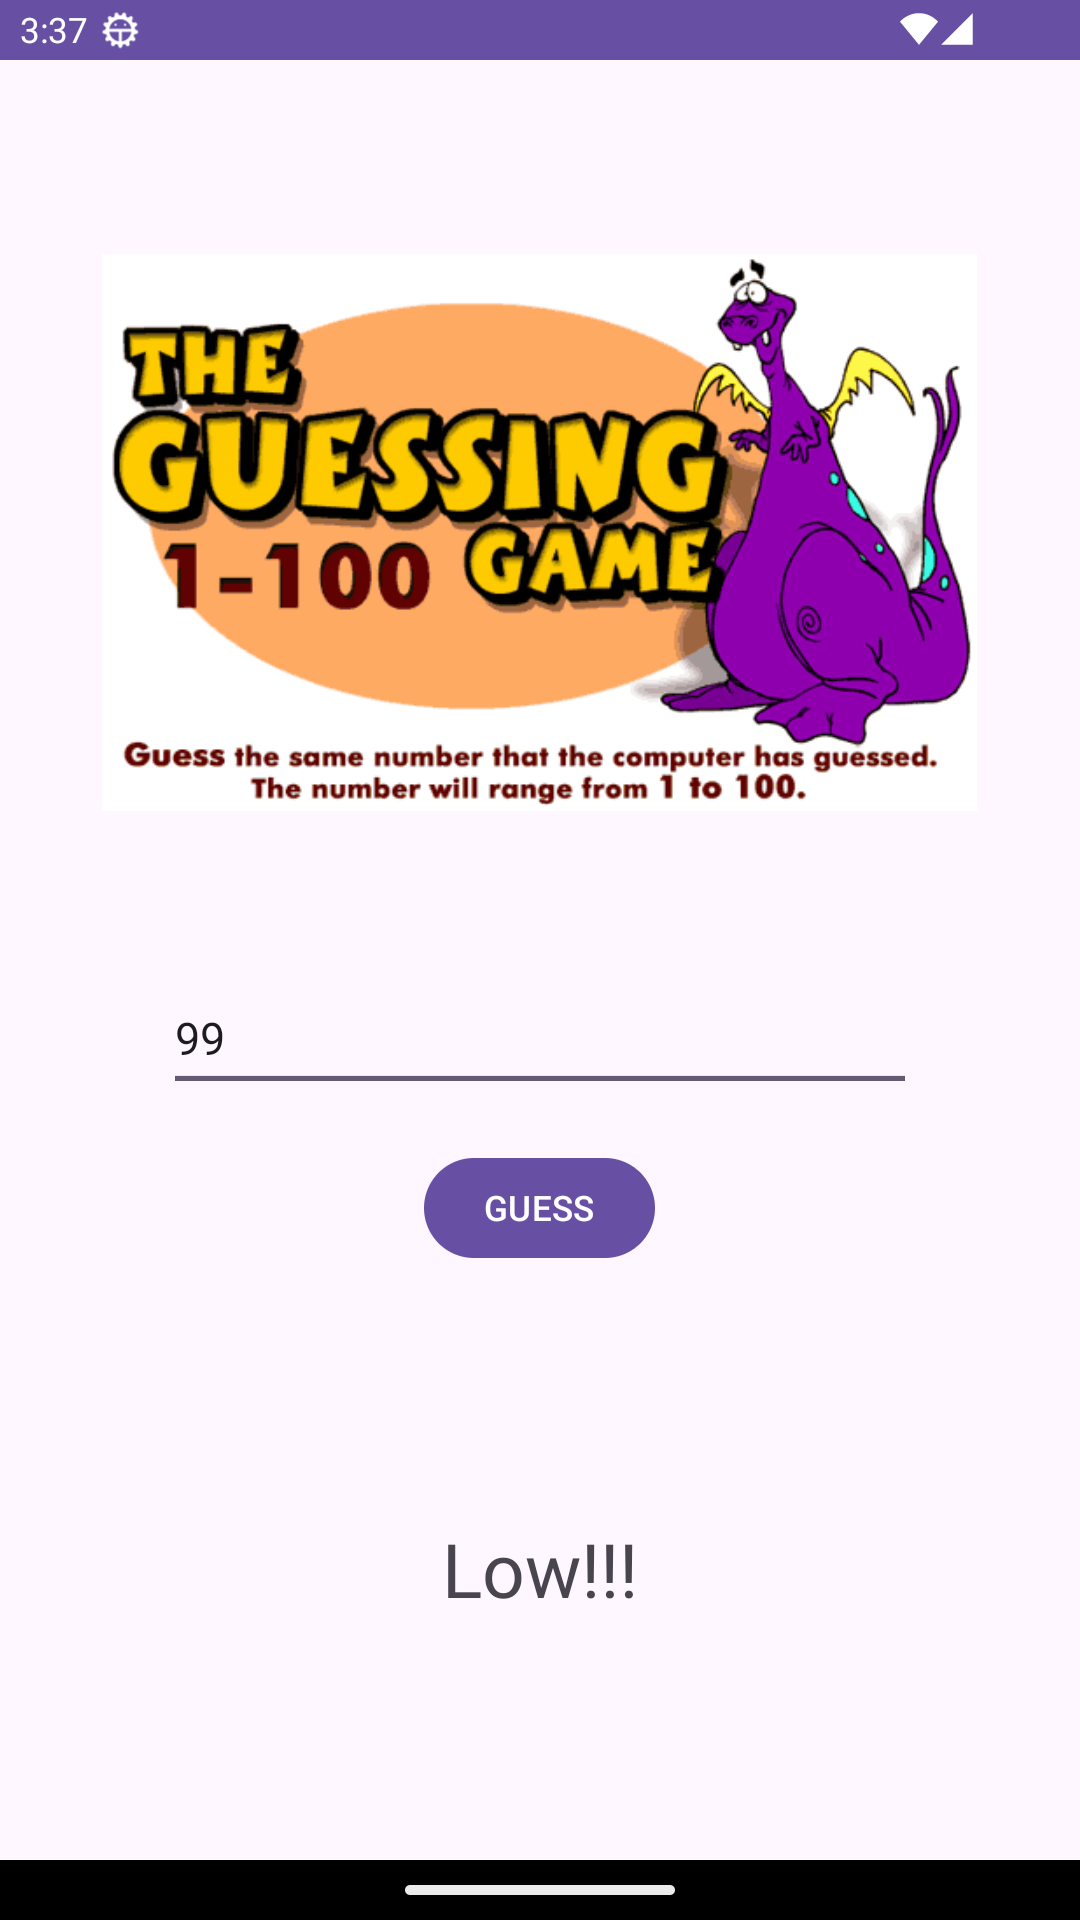 3:37
THE
GUESSING
1-100 GAME
Guess the same number that the computer has guessed.
The number will range from 1 to 100.
99
GUESS
Low!!!